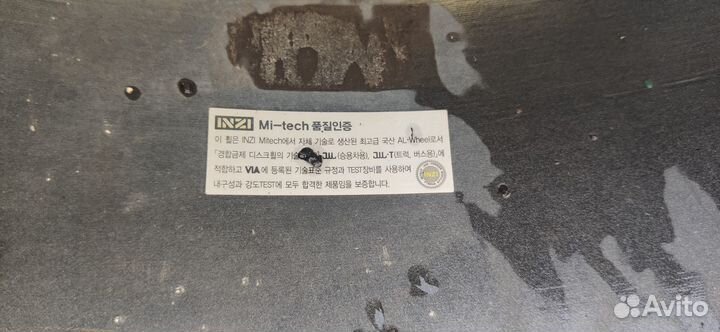 INZI Mi-tech 품질인증
이 휠은 INZI Mitech에서 자체 기술로 생산된 최고급 국산 AL-Wheel로서
「경합금제 디스크휠의 기술 JWL(승용차용), JWL-T(트럭, 버스용)」에
적합하고 VIA에 등록된 기술표준 규정과 TEST장비를 사용하여
내구성과 강도TEST에 모두 합격한 제품임을 보증합니다.
INZI
Avito